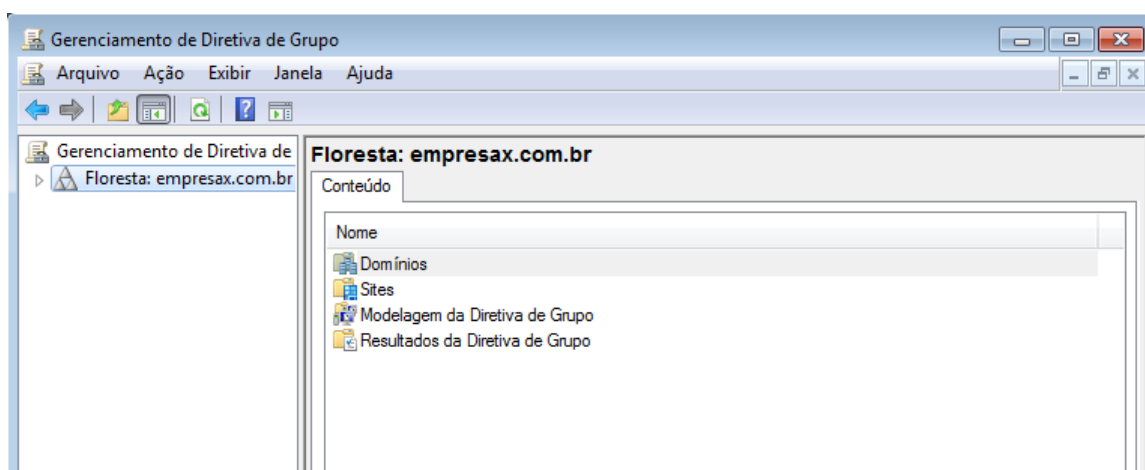 Gerenciamento de Diretiva de Grupo
Arquivo Ação Exibir Janela Ajuda
Gerenciamento de Diretiva de
Floresta: empresax.com.br
Floresta: empresax.com.br
Conteúdo
Nome
Domínios
Sites
Modelagem da Diretiva de Grupo
Resultados da Diretiva de Grupo